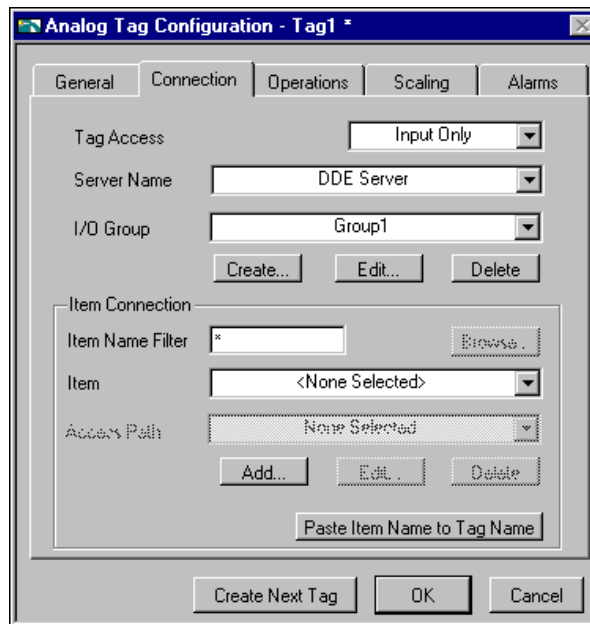 Analog Tag Configuration - Tag1 *
General Connection Operations Scaling Alarms
Tag Access Input Only
Server Name DDE Server
I/O Group Group1
Create... Edit... Delete
Item Connection
Item Name Filter * Browse...
Item <None Selected>
Access Path None Selected
Add... Edit... Delete
Paste Item Name to Tag Name
Create Next Tag OK Cancel